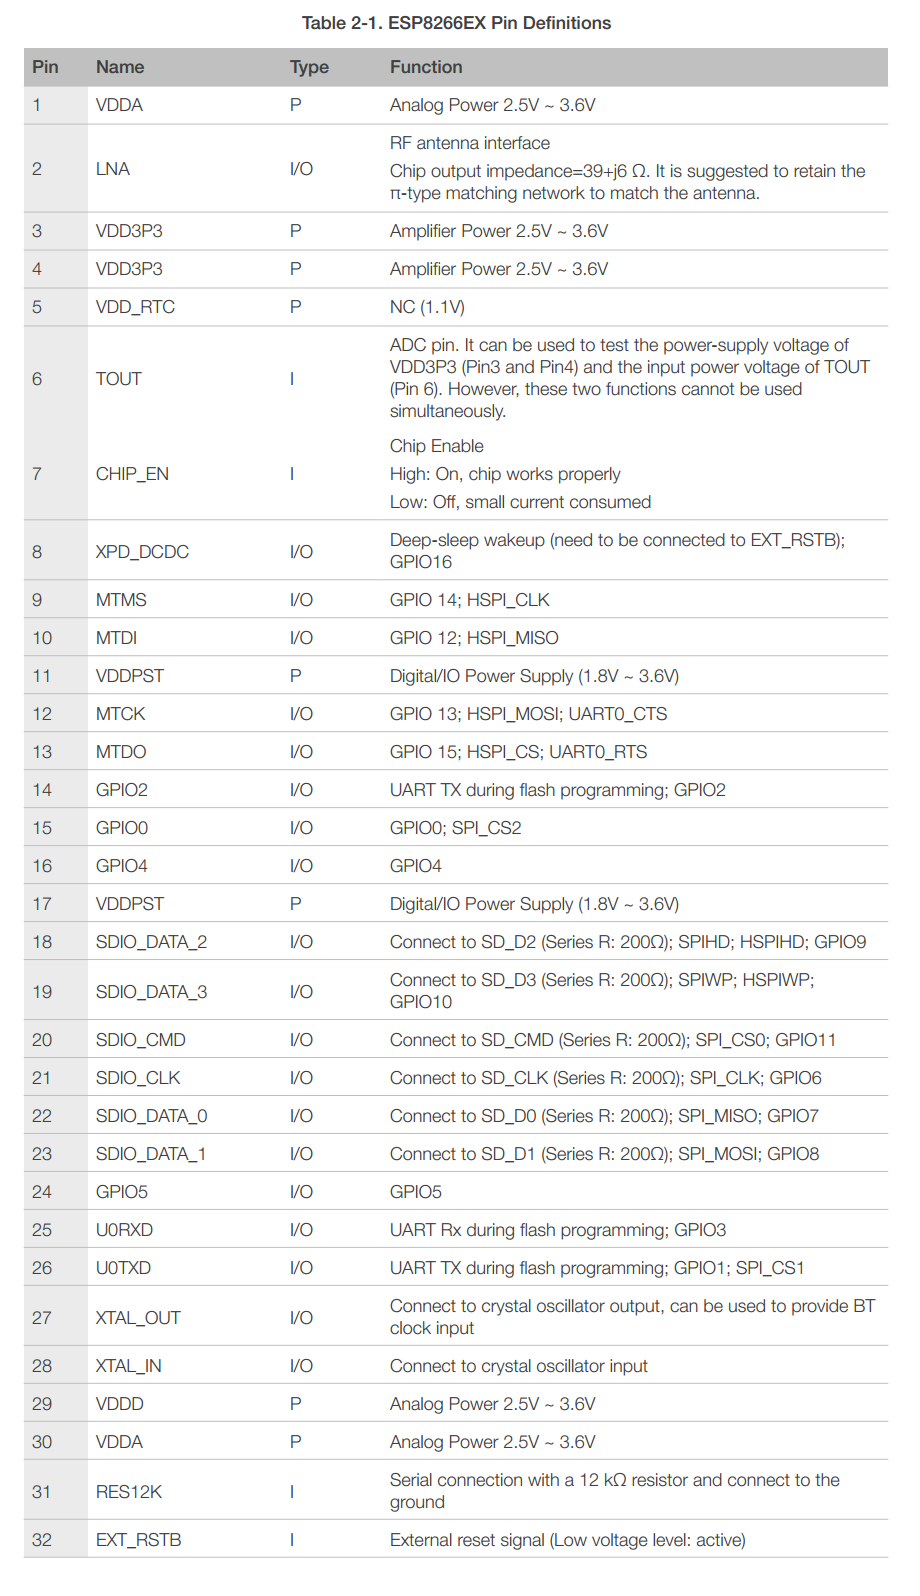 Table 2-1. ESP8266EX Pin Definitions
Pin Name Type Function
1 VDDA P Analog Power 2.5V ~ 3.6V
RF antenna interface
2 LNA I/O Chip output impedance=39+j6 Ω. It is suggested to retain the
π-type matching network to match the antenna.
3 VDD3P3 P Amplifier Power 2.5V ~ 3.6V
4 VDD3P3 P Amplifier Power 2.5V ~ 3.6V
5 VDD_RTC P NC (1.1V)
ADC pin. It can be used to test the power-supply voltage of
VDD3P3 (Pin3 and Pin4) and the input power voltage of TOUT
6 TOUT I (Pin 6). However, these two functions cannot be used
simultaneously.
Chip Enable
7 CHIP_EN I High: On, chip works properly
Low: Off, small current consumed
8 XPD_DCDC I/O Deep-sleep wakeup (need to be connected to EXT_RSTB);
GPIO16
9 MTMS I/O GPIO 14; HSPI_CLK
10 MTDI I/O GPIO 12; HSPI_MISO
11 VDDPST P Digital/IO Power Supply (1.8V ~ 3.6V)
12 MTCK I/O GPIO 13; HSPI_MOSI; UART0_CTS
13 MTDO I/O GPIO 15; HSPI_CS; UART0_RTS
14 GPIO2 I/O UART TX during flash programming; GPIO2
15 GPIO0 I/O GPIO0; SPI_CS2
16 GPIO4 I/O GPIO4
17 VDDPST P Digital/IO Power Supply (1.8V ~ 3.6V)
18 SDIO_DATA_2 I/O Connect to SD_D2 (Series R: 200Ω); SPIHD; HSPIHD; GPIO9
19 SDIO_DATA_3 I/O Connect to SD_D3 (Series R: 200Ω); SPIWP; HSPIWP;
GPIO10
20 SDIO_CMD I/O Connect to SD_CMD (Series R: 200Ω); SPI_CS0; GPIO11
21 SDIO_CLK I/O Connect to SD_CLK (Series R: 200Ω); SPI_CLK; GPIO6
22 SDIO_DATA_0 I/O Connect to SD_D0 (Series R: 200Ω); SPI_MISO; GPIO7
23 SDIO_DATA_1 I/O Connect to SD_D1 (Series R: 200Ω); SPI_MOSI; GPIO8
24 GPIO5 I/O GPIO5
25 U0RXD I/O UART Rx during flash programming; GPIO3
26 U0TXD I/O UART TX during flash programming; GPIO1; SPI_CS1
27 XTAL_OUT I/O Connect to crystal oscillator output, can be used to provide BT
clock input
28 XTAL_IN I/O Connect to crystal oscillator input
29 VDDD P Analog Power 2.5V ~ 3.6V
30 VDDA P Analog Power 2.5V ~ 3.6V
31 RES12K I Serial connection with a 12 kΩ resistor and connect to the
ground
32 EXT_RSTB I External reset signal (Low voltage level: active)